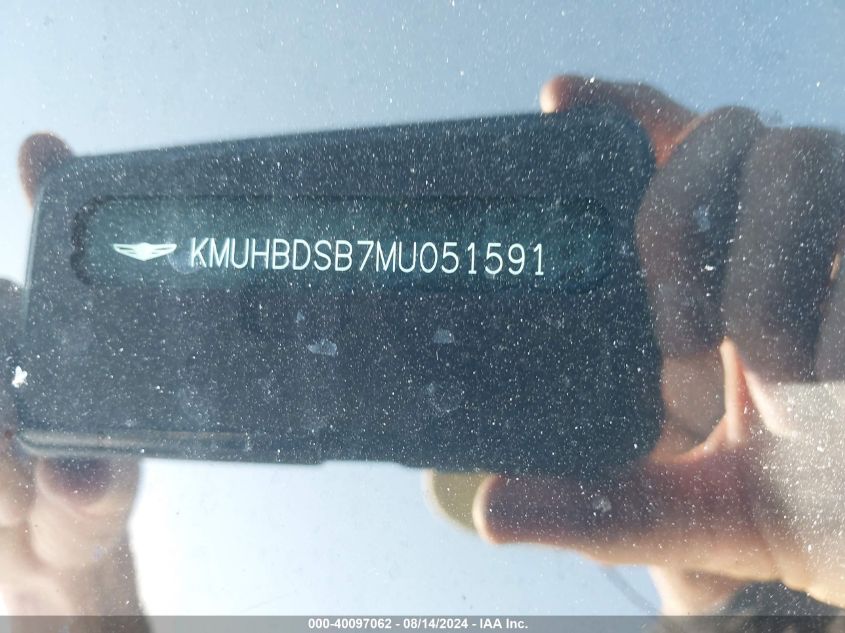 KMUHBDSB7MU051591
000-40097062 - 08/14/2024 - IAA Inc.